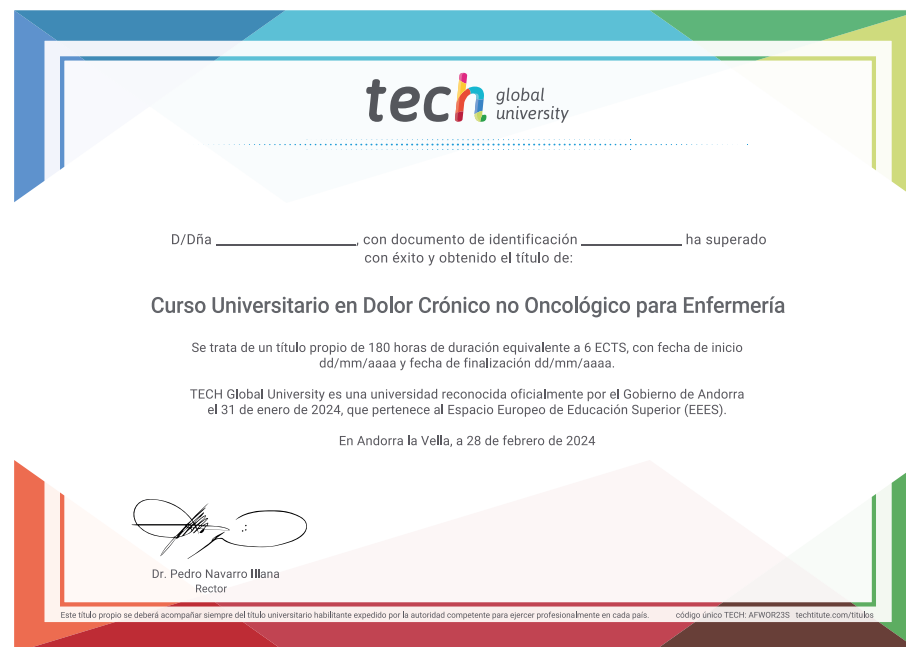 tech global university
D/Dña ________________, con documento de identificación ____________ ha superado
con éxito y obtenido el título de:
Curso Universitario en Dolor Crónico no Oncológico para Enfermería
Se trata de un título propio de 180 horas de duración equivalente a 6 ECTS, con fecha de inicio
dd/mm/aaaa y fecha de finalización dd/mm/aaaa.
TECH Global University es una universidad reconocida oficialmente por el Gobierno de Andorra
el 31 de enero de 2024, que pertenece al Espacio Europeo de Educación Superior (EEES).
En Andorra la Vella, a 28 de febrero de 2024
Dr. Pedro Navarro Illana
Rector
Este título propio se deberá acompañar siempre del título universitario habilitante expedido por la autoridad competente para ejercer profesionalmente en cada país. código único TECH: AFWOR23S techtitute.com/titulos